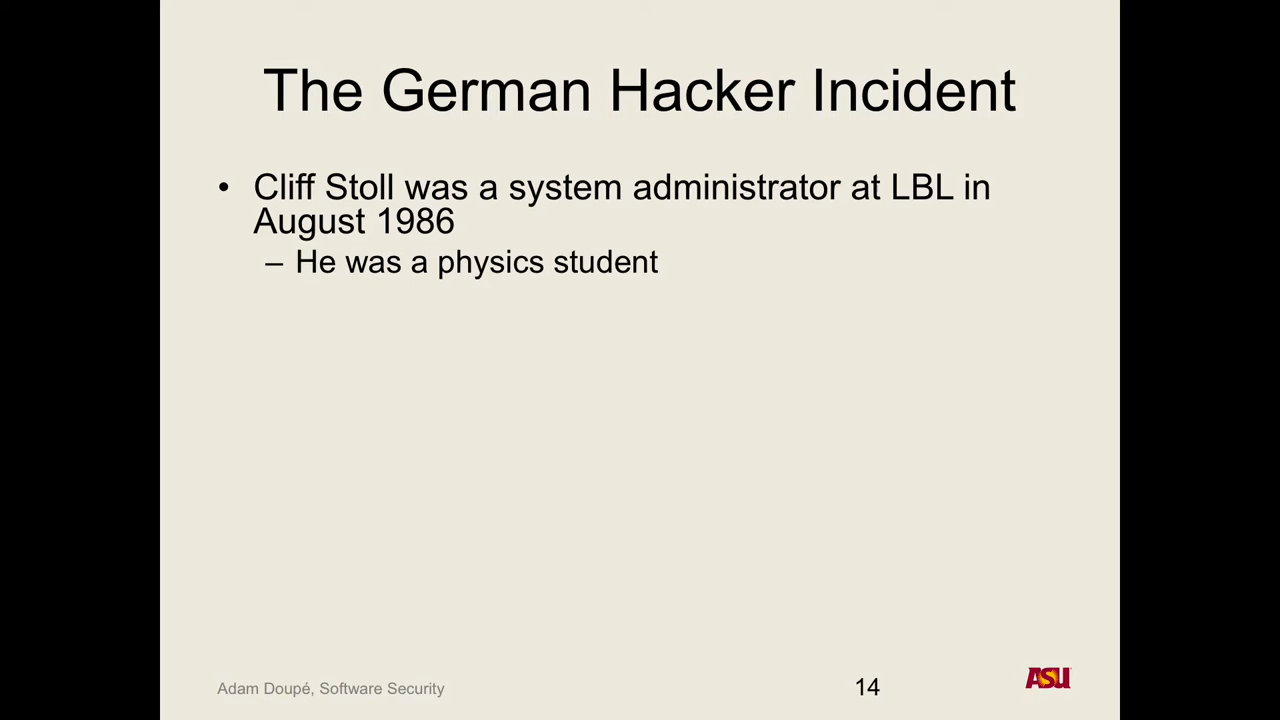 The German Hacker Incident
• Cliff Stoll was a system administrator at LBL in
August 1986
– He was a physics student
Adam Doupé, Software Security
14
ASU